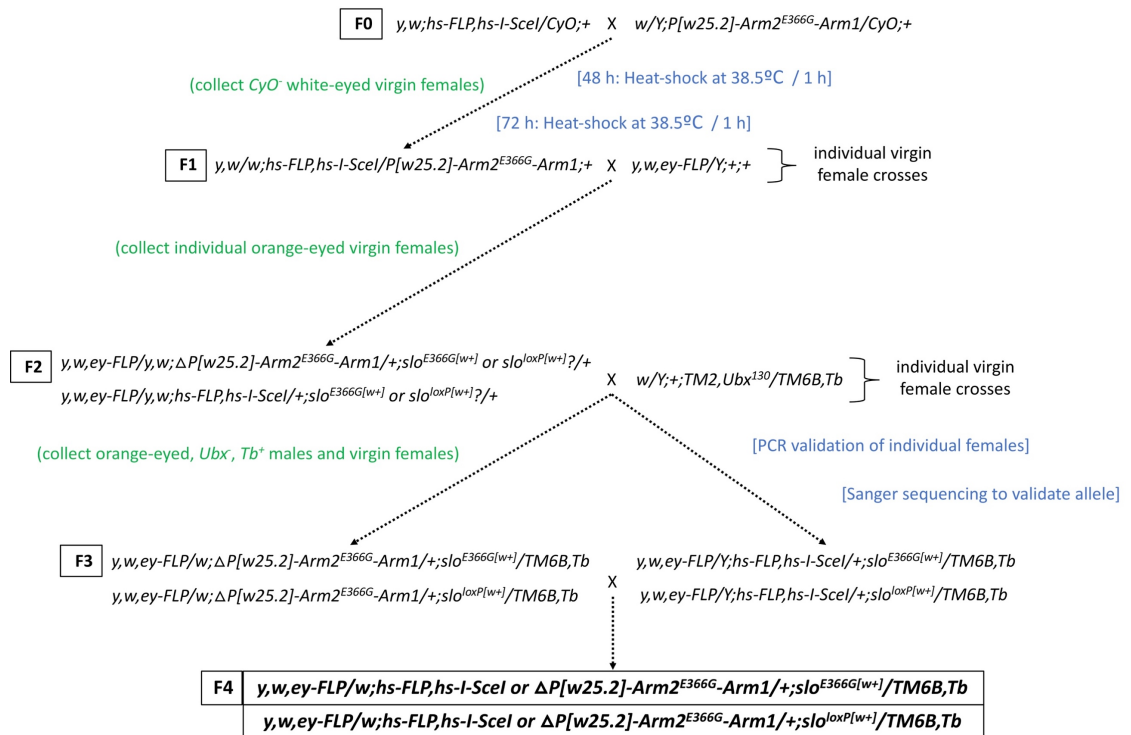 F0 y,w;hs-FLP,hs-I-SceI/CyO;+ X w/Y;P[w25.2]-Arm2E366G-Arm1/CyO;+
(collect CyO- white-eyed virgin females) [48 h: Heat-shock at 38.5ºC / 1 h]
[72 h: Heat-shock at 38.5ºC / 1 h]
F1 y,w/w;hs-FLP,hs-I-SceI/P[w25.2]-Arm2E366G-Arm1;+ X y,w,ey-FLP/Y;+;+ individual virgin
female crosses
(collect individual orange-eyed virgin females)
F2 y,w,ey-FLP/y,w;ΔP[w25.2]-Arm2E366G-Arm1/+;sloE366G[w+] or sloloxP[w+]?/+
y,w,ey-FLP/y,w;hs-FLP,hs-I-SceI/+;sloE366G[w+] or sloloxP[w+]?/+
X w/Y;+;TM2,Ubx130/TM6B,Tb individual virgin
female crosses
(collect orange-eyed, Ubx-, Tb+ males and virgin females)
[PCR validation of individual females]
[Sanger sequencing to validate allele]
F3 y,w,ey-FLP/w;ΔP[w25.2]-Arm2E366G-Arm1/+;sloE366G[w+]/TM6B,Tb X y,w,ey-FLP/Y;hs-FLP,hs-I-SceI/+;sloE366G[w+]/TM6B,Tb
y,w,ey-FLP/w;ΔP[w25.2]-Arm2E366G-Arm1/+;sloloxP[w+]/TM6B,Tb y,w,ey-FLP/Y;hs-FLP,hs-I-SceI/+;sloloxP[w+]/TM6B,Tb
F4 y,w,ey-FLP/w;hs-FLP,hs-I-SceI or ΔP[w25.2]-Arm2E366G-Arm1/+;sloE366G[w+]/TM6B,Tb
y,w,ey-FLP/w;hs-FLP,hs-I-SceI or ΔP[w25.2]-Arm2E366G-Arm1/+;sloloxP[w+]/TM6B,Tb